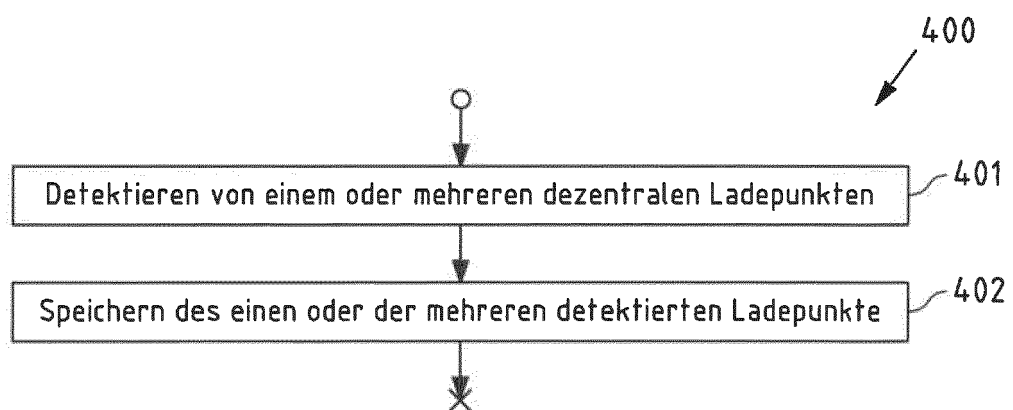 400
Detektieren von einem oder mehreren dezentralen Ladepunkten
401
Speichern des einen oder der mehreren detektierten Ladepunkte
402